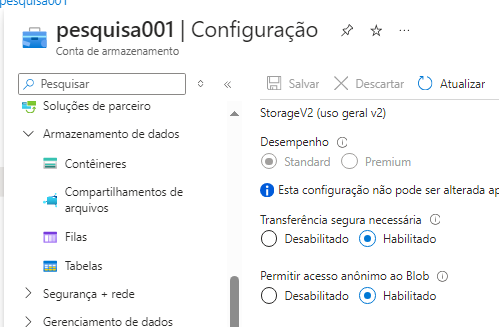 pesquisa001
pesquisa001 | Configuração
Conta de armazenamento
Pesquisar
Salvar
Descartar
Atualizar
Soluções de parceiro
Armazenamento de dados
Contêineres
Compartilhamentos de
arquivos
Filas
Tabelas
Segurança + rede
Gerenciamento de dados
StorageV2 (uso geral v2)
Desempenho
Standard
Premium
Esta configuração não pode ser alterada ap
Transferência segura necessária
Desabilitado
Habilitado
Permitir acesso anônimo ao Blob
Desabilitado
Habilitado